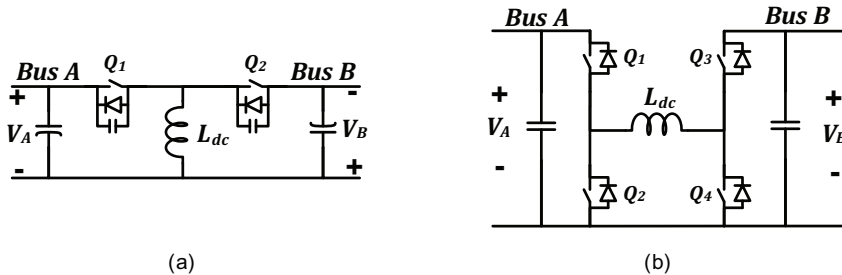 Bus A Q1 Q2 Bus B
+ -
VA Ldc VB
- +
(a)
Bus A Bus B
Q1 Q3
Ldc
+ +
VA VB
- -
Q2 Q4
(b)